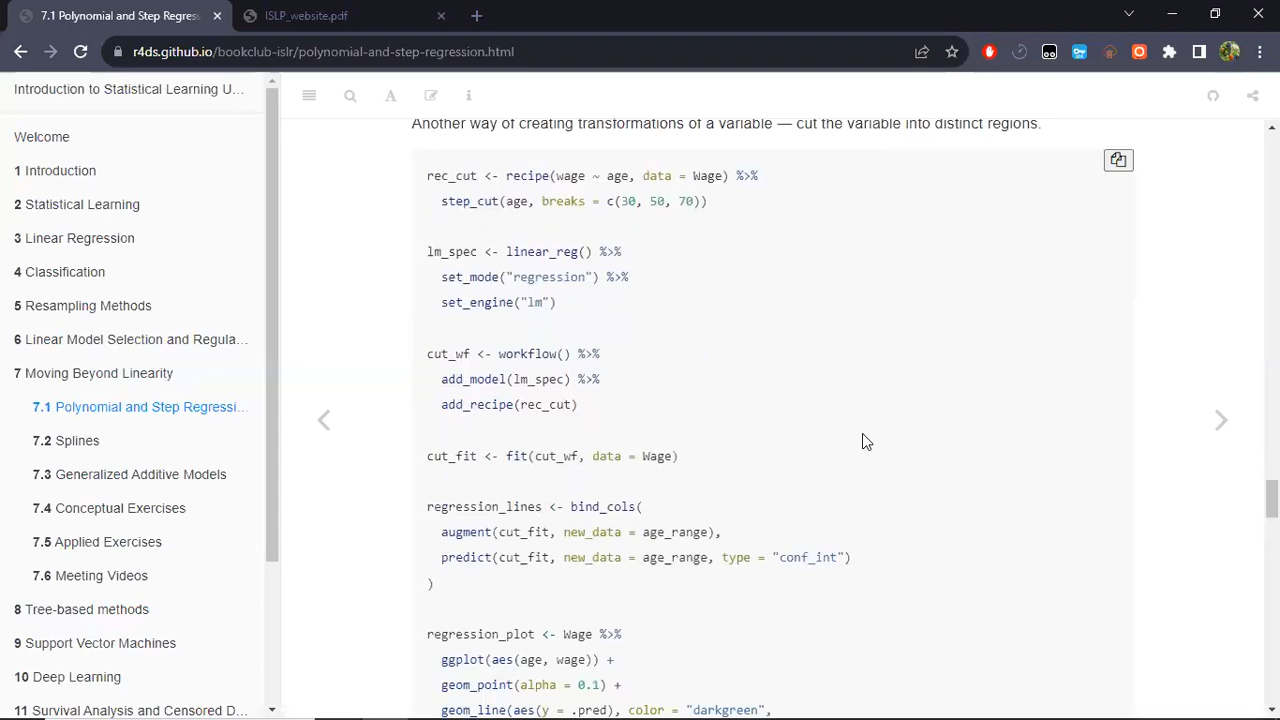 7.1 Polynomial and Step Regres
ISLP_website.pdf
r4ds.github.io/bookclub-islr/polynomial-and-step-regression.html
Introduction to Statistical Learning U...
Welcome
1 Introduction
2 Statistical Learning
3 Linear Regression
4 Classification
5 Resampling Methods
6 Linear Model Selection and Regula...
7 Moving Beyond Linearity
7.1 Polynomial and Step Regressi...
7.2 Splines
7.3 Generalized Additive Models
7.4 Conceptual Exercises
7.5 Applied Exercises
7.6 Meeting Videos
8 Tree-based methods
9 Support Vector Machines
10 Deep Learning
11 Survival Analysis and Censored D...
Another way of creating transformations of a variable — cut the variable into distinct regions.
rec_cut <- recipe(wage ~ age, data = Wage) %>%
step_cut(age, breaks = c(30, 50, 70))
lm_spec <- linear_reg() %>%
set_mode("regression") %>%
set_engine("lm")
cut_wf <- workflow() %>%
add_model(lm_spec) %>%
add_recipe(rec_cut)
cut_fit <- fit(cut_wf, data = Wage)
regression_lines <- bind_cols(
augment(cut_fit, new_data = age_range),
predict(cut_fit, new_data = age_range, type = "conf_int")
)
regression_plot <- Wage %>%
ggplot(aes(age, wage)) +
geom_point(alpha = 0.1) +
geom_line(aes(y = .pred), color = "darkgreen",